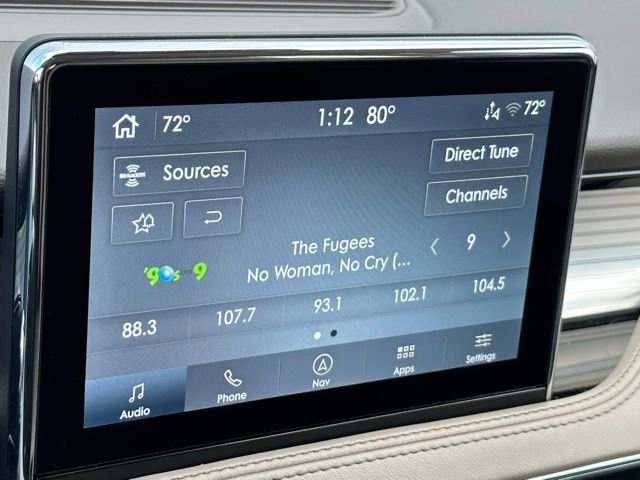 72° 1:12 80° 72°
SiriusXM Sources
Direct Tune
Channels
The Fugees
No Woman, No Cry (...
9
'90s 9
88.3 107.7 93.1 102.1 104.5
Audio Phone Nav Apps Settings